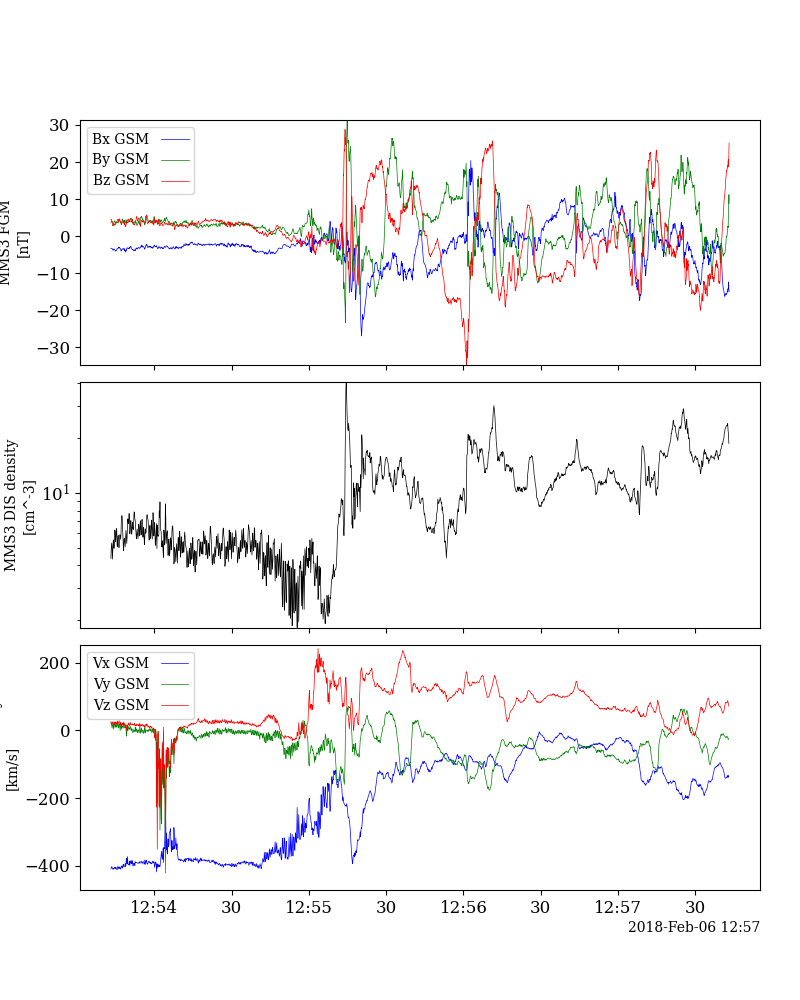 30
20
10
0
−10
−20
−30
MMS3 FGM
[nT]
Bx GSM
By GSM
Bz GSM
10^1
MMS3 DIS density
[cm^-3]
200
0
−200
−400
[km/s]
Vx GSM
Vy GSM
Vz GSM
12:54 30 12:55 30 12:56 30 12:57 30
2018-Feb-06 12:57